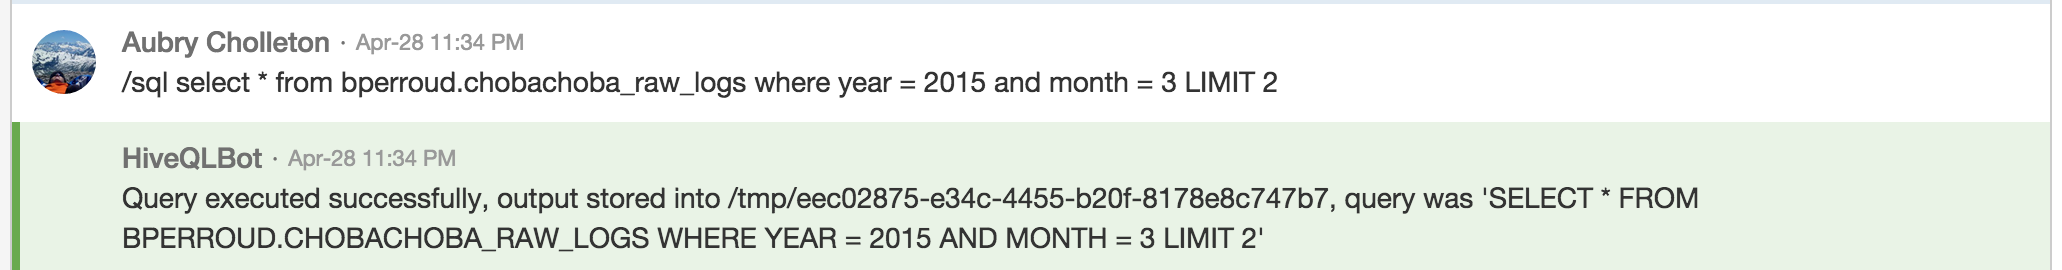 Aubry Cholleton · Apr-28 11:34 PM
/sql select * from bperroud.chobachoba_raw_logs where year = 2015 and month = 3 LIMIT 2
HiveQLBot · Apr-28 11:34 PM
Query executed successfully, output stored into /tmp/eec02875-e34c-4455-b20f-8178e8c747b7, query was 'SELECT * FROM
BPERROUD.CHOBACHOBA_RAW_LOGS WHERE YEAR = 2015 AND MONTH = 3 LIMIT 2'